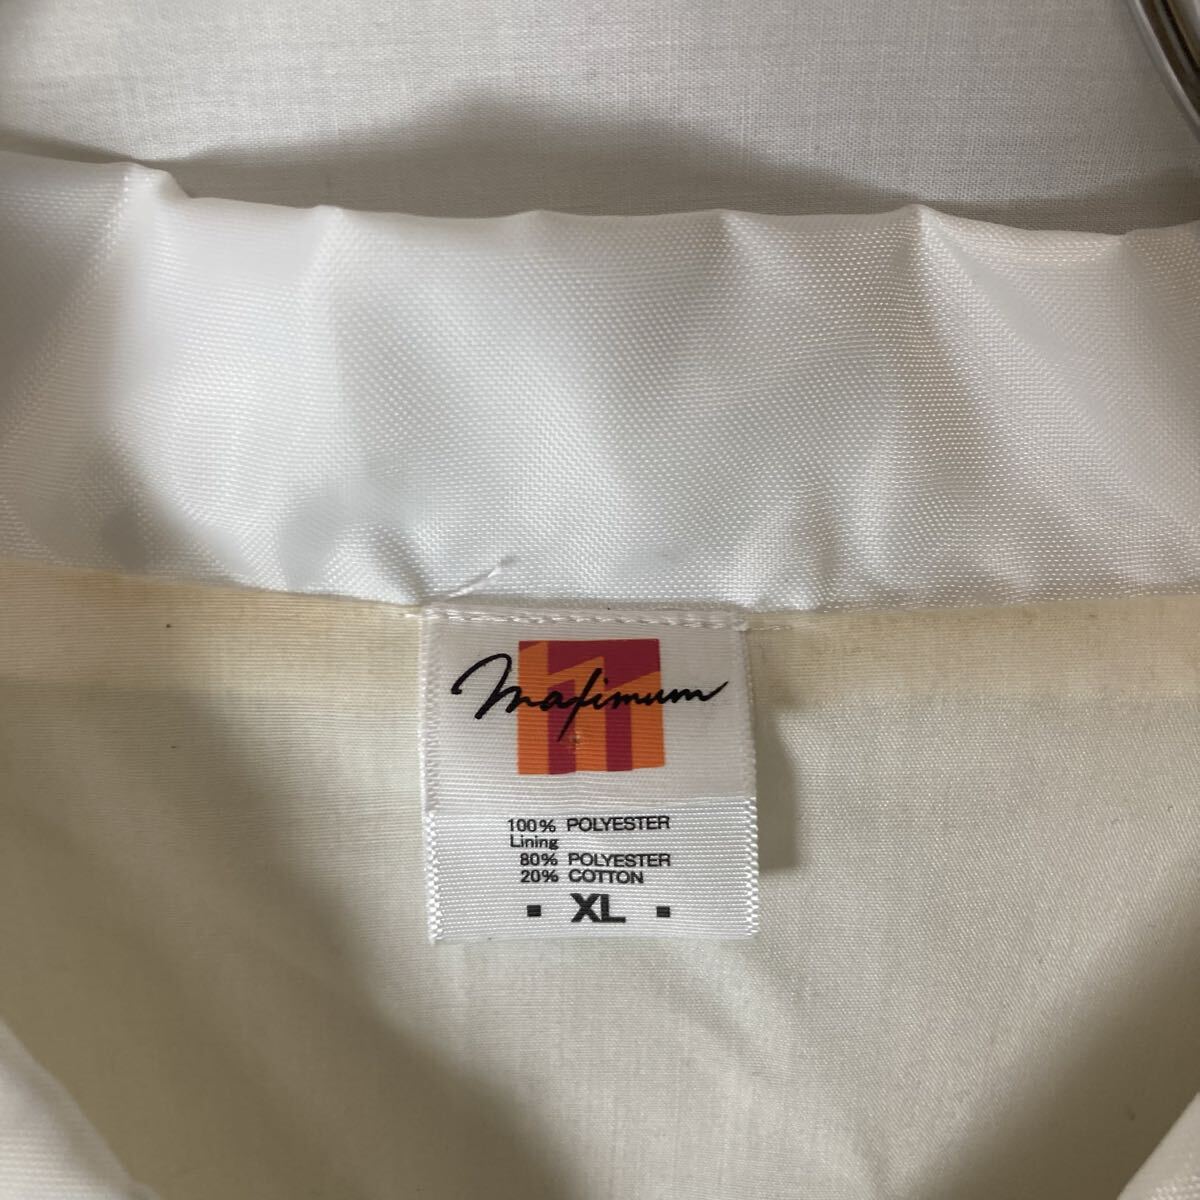 Maximum
100% POLYESTER
Lining
80% POLYESTER
20% COTTON
▪ XL ▪